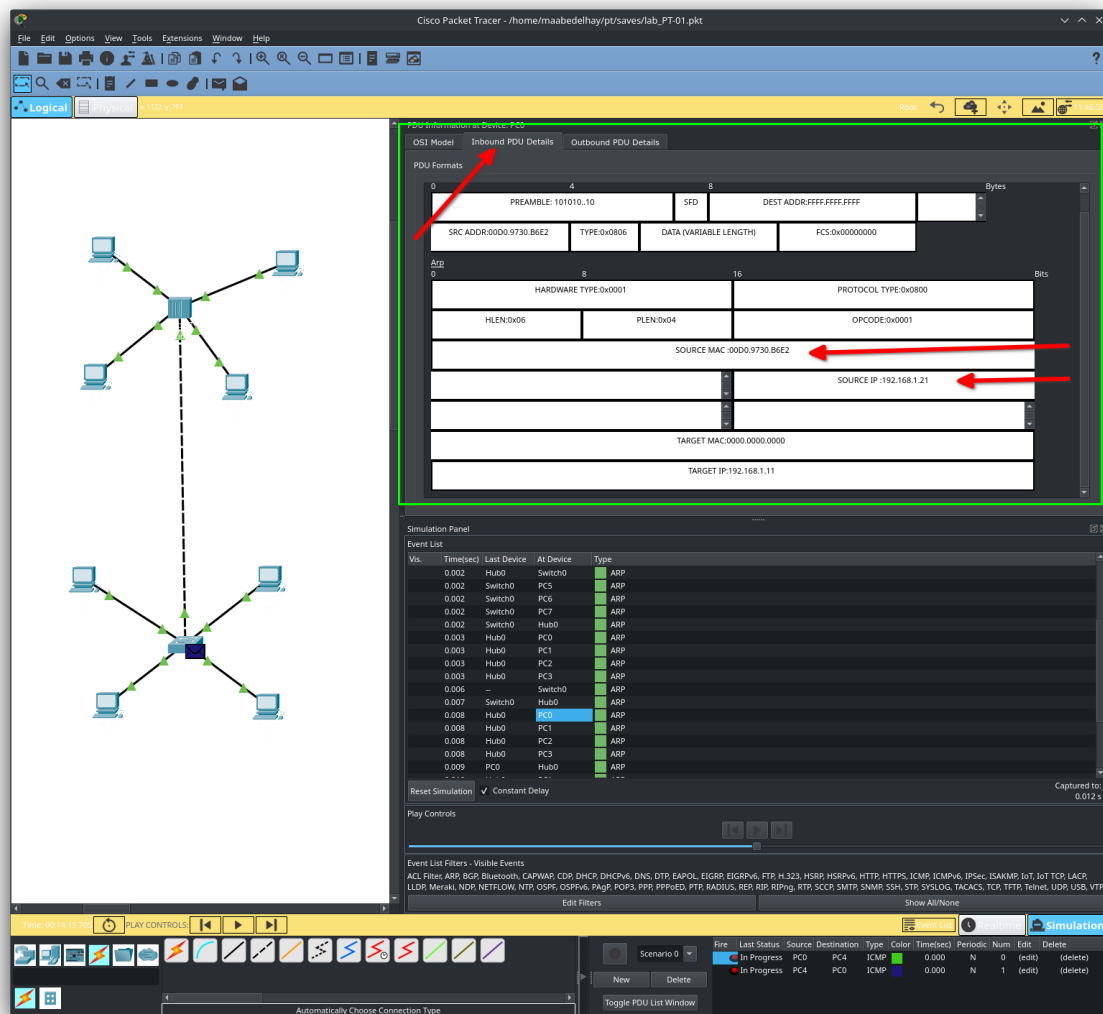 Cisco Packet Tracer - /home/maabedelhay/pt/saves/lab_PT-01.pkt
File Edit Options View Tools Extensions Window Help
Logical Physical x: 1122, y: 797 Root
PDU Information at Device: PC0
OSI Model Inbound PDU Details Outbound PDU Details
PDU Formats
0 4 8 Bytes
PREAMBLE: 101010..10 SFD DEST ADDR:FFFF.FFFF.FFFF
SRC ADDR:00D0.9730.B6E2 TYPE:0x0806 DATA (VARIABLE LENGTH) FCS:0x00000000
Arp
0 8 16 Bits
HARDWARE TYPE:0x0001 PROTOCOL TYPE:0x0800
HLEN:0x06 PLEN:0x04 OPCODE:0x0001
SOURCE MAC :00D0.9730.B6E2
SOURCE IP :192.168.1.21
TARGET MAC:0000.0000.0000
TARGET IP:192.168.1.11
Simulation Panel
Event List
Vis. Time(sec) Last Device At Device Type
0.002 Hub0 Switch0 ARP
0.002 Switch0 PC5 ARP
0.002 Switch0 PC6 ARP
0.002 Switch0 PC7 ARP
0.002 Switch0 Hub0 ARP
0.003 Hub0 PC0 ARP
0.003 Hub0 PC1 ARP
0.003 Hub0 PC2 ARP
0.003 Hub0 PC3 ARP
0.006 -- Switch0 ARP
0.007 Switch0 Hub0 ARP
0.008 Hub0 PC0 ARP
0.008 Hub0 PC1 ARP
0.008 Hub0 PC2 ARP
0.008 Hub0 PC3 ARP
0.009 PC0 Hub0 ARP
Reset Simulation Constant Delay Captured to:
0.012 s
Play Controls
Event List Filters - Visible Events
ACL Filter, ARP, BGP, Bluetooth, CAPWAP, CDP, DHCP, DHCPv6, DNS, DTP, EAPOL, EIGRP, EIGRPv6, FTP, H.323, HSRP, HSRPv6, HTTP, HTTPS, ICMP, ICMPv6, IPSec, ISAKMP, IoT, IoT TCP, LACP,
LLDP, Meraki, NDP, NETFLOW, NTP, OSPF, OSPFv6, PAgP, POP3, PPP, PPPoED, PTP, RADIUS, REP, RIP, RIPng, RTP, SCCP, SMTP, SNMP, SSH, STP, SYSLOG, TACACS, TCP, TFTP, Telnet, UDP, USB, VTP
Edit Filters Show All/None
PLAY CONTROLS: Event List Realtime Simulation
Scenario 0
New Delete
Toggle PDU List Window
Fire Last Status Source Destination Type Color Time(sec) Periodic Num Edit Delete
In Progress PC0 PC4 ICMP 0.000 N 0 (edit) (delete)
In Progress PC4 PC0 ICMP 0.000 N 1 (edit) (delete)
Automatically Choose Connection Type